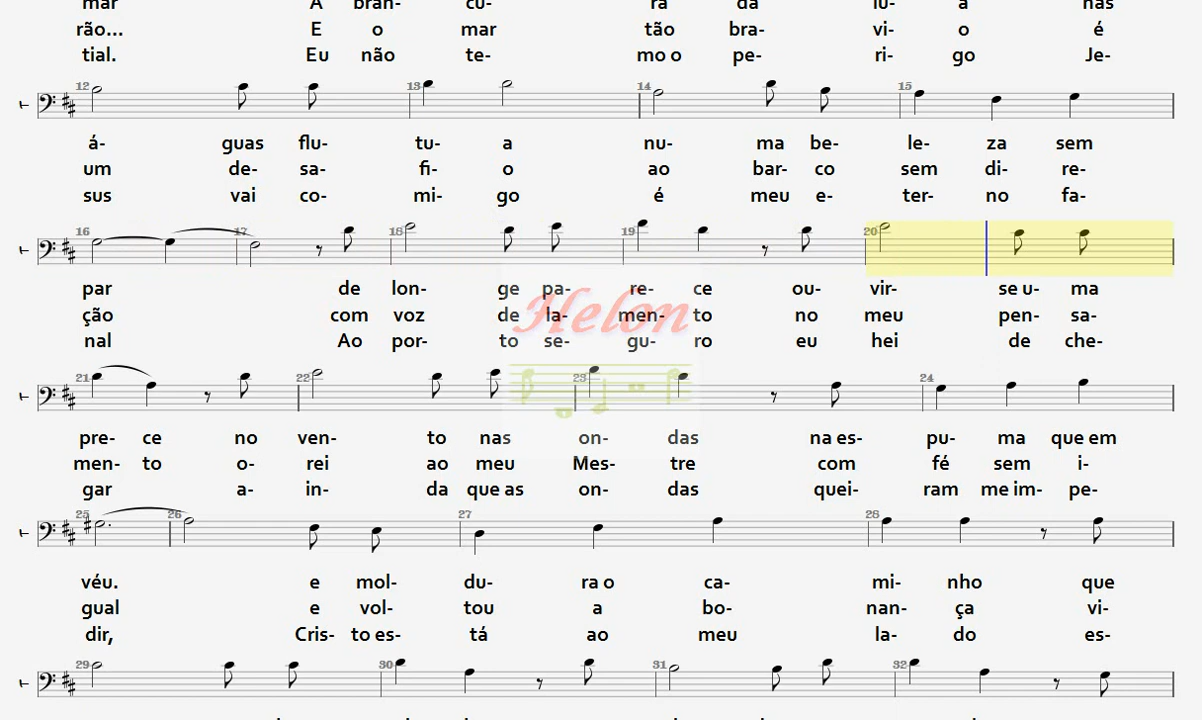 mar A bran- cu- ra da lu- a nas
rão... E o mar tão bra- vi- o é
tial. Eu não te- mo o pe- ri- go Je-
12 13 14 15
á- guas flu- tu- a nu- ma be- le- za sem
um de- sa- fi- o ao bar- co sem di- re-
sus vai co- mi- go é meu e- ter- no fa-
16 17 18 19 20
par de lon- ge pa- re- ce ou- vir- se u- ma
ção com voz de la- men- to no meu pen- sa-
nal Ao por- to se- gu- ro eu hei de che-
Helon
21 22 23 24
pre- ce no ven- to nas on- das na es- pu- ma que em
men- to o- rei ao meu Mes- tre com fé sem i-
gar a- in- da que as on- das quei- ram me im- pe-
25 26 27 28
véu. e mol- du- ra o ca- mi- nho que
gual e vol- tou a bo- nan- ça vi-
dir, Cris- to es- tá ao meu la- do es-
29 30 31 32